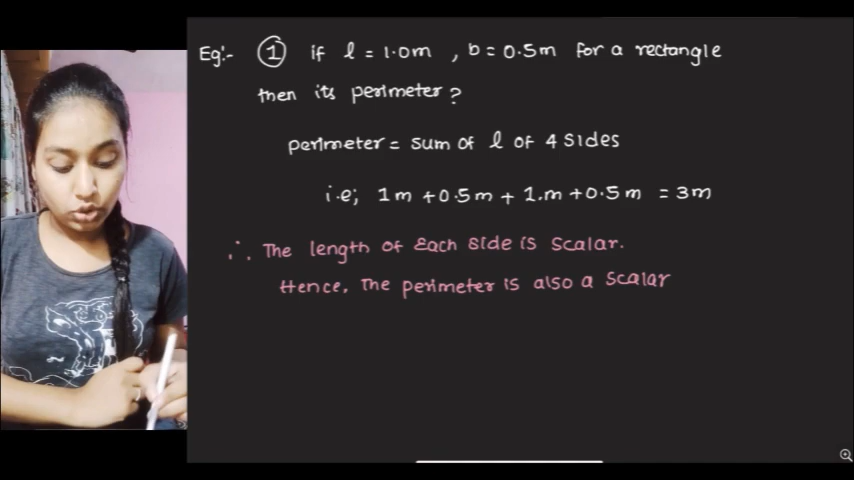 Eg:- ① if l = 1.0m , b = 0.5m for a rectangle
then its perimeter ?
perimeter = sum of l of 4 sides
i.e; 1m + 0.5m + 1.m + 0.5m = 3m
∴ The length of Each side is scalar.
Hence, The perimeter is also a scalar